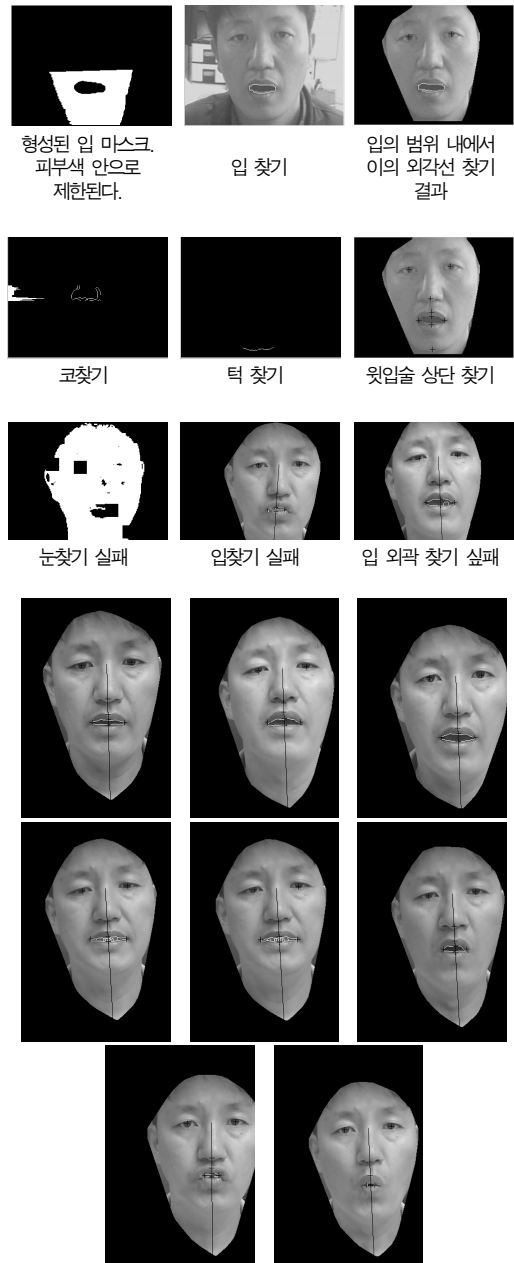 형성된 입 마스크.
피부색 안으로
제한된다.
입 찾기
입의 범위 내에서
이의 외각선 찾기
결과
코찾기
턱 찾기
윗입술 상단 찾기
눈찾기 실패
입찾기 실패
입 외곽 찾기 싶패